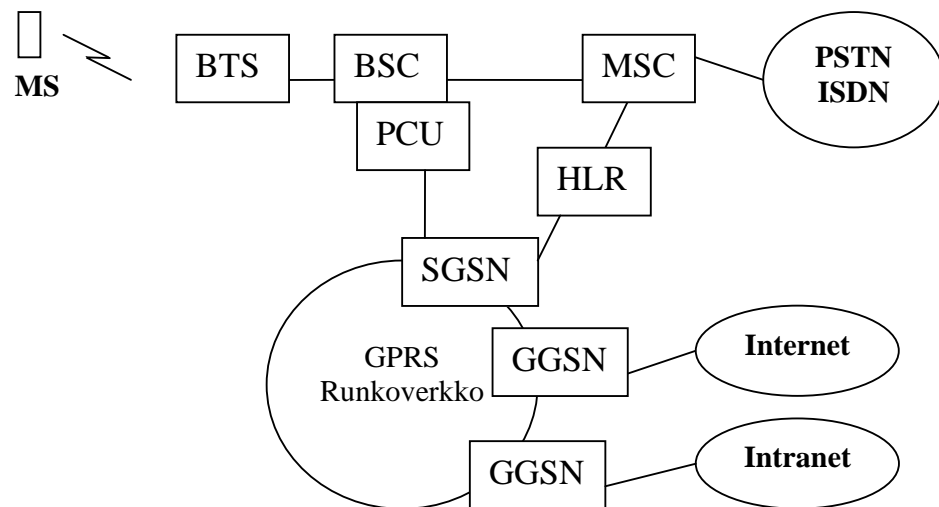 MS
BTS
BSC
MSC
PSTN
ISDN
PCU
HLR
SGSN
GPRS
Runkoverkko
GGSN
Internet
GGSN
Intranet